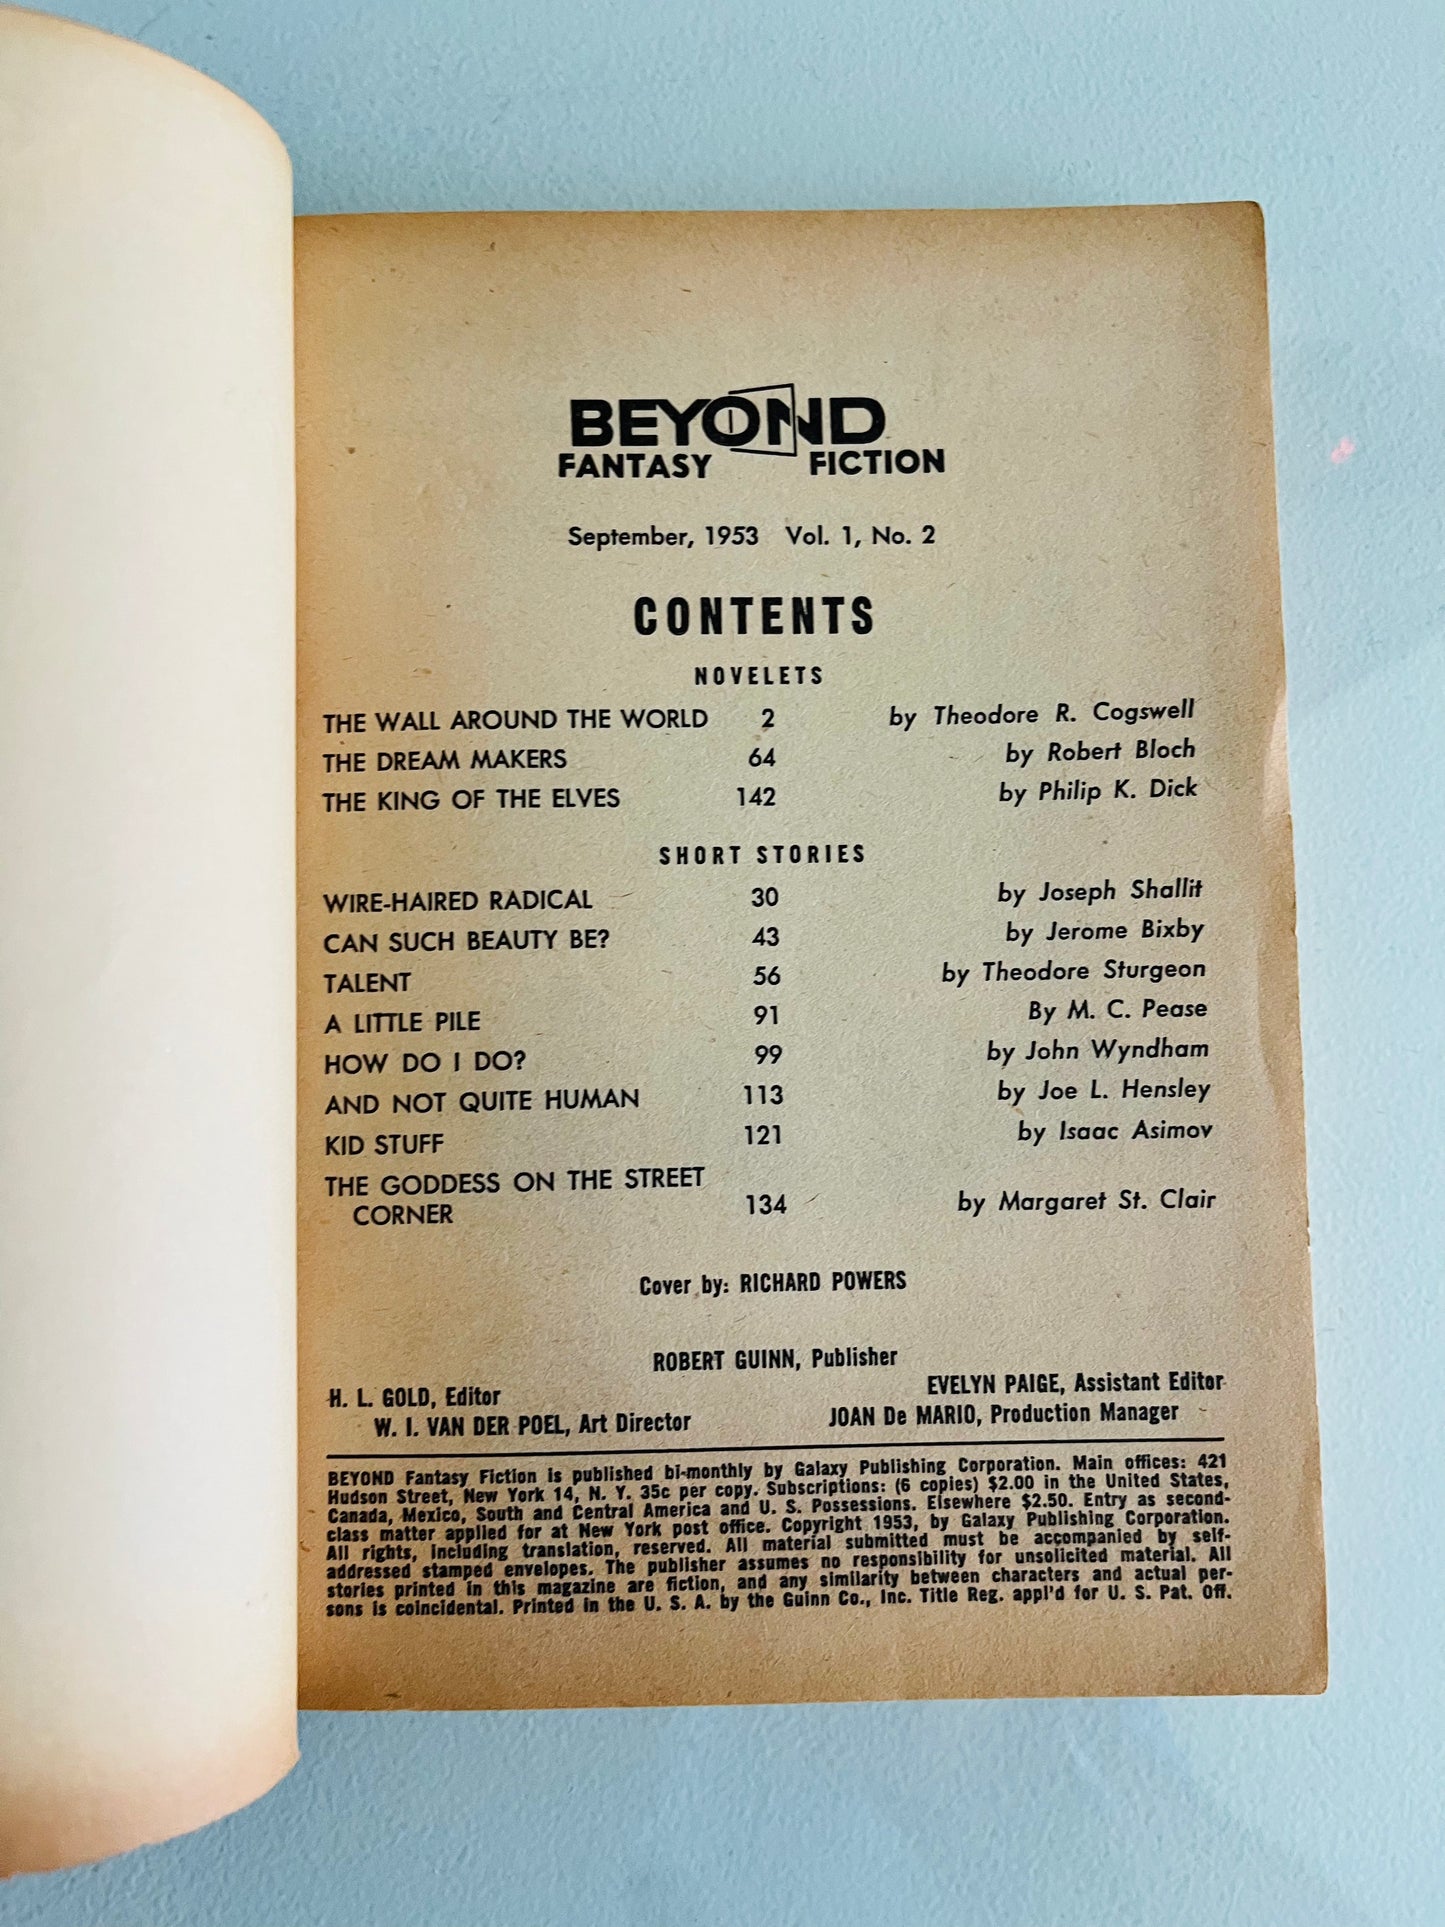 BEYOND
FANTASY FICTION
September, 1953 Vol. 1, No. 2
CONTENTS
NOVELETS
THE WALL AROUND THE WORLD 2 by Theodore R. Cogswell
THE DREAM MAKERS 64 by Robert Bloch
THE KING OF THE ELVES 142 by Philip K. Dick
SHORT STORIES
WIRE-HAIRED RADICAL 30 by Joseph Shallit
CAN SUCH BEAUTY BE? 43 by Jerome Bixby
TALENT 56 by Theodore Sturgeon
A LITTLE PILE 91 By M. C. Pease
HOW DO I DO? 99 by John Wyndham
AND NOT QUITE HUMAN 113 by Joe L. Hensley
KID STUFF 121 by Isaac Asimov
THE GODDESS ON THE STREET
CORNER 134 by Margaret St. Clair
Cover by: RICHARD POWERS
ROBERT GUINN, Publisher
H. L. GOLD, Editor EVELYN PAIGE, Assistant Editor
W. I. VAN DER POEL, Art Director JOAN De MARIO, Production Manager
BEYOND Fantasy Fiction is published bi-monthly by Galaxy Publishing Corporation. Main offices: 421
Hudson Street, New York 14, N. Y. 35c per copy. Subscriptions: (6 copies) $2.00 in the United States,
Canada, Mexico, South and Central America and U. S. Possessions. Elsewhere $2.50. Entry as second-
class matter applied for at New York post office. Copyright 1953, by Galaxy Publishing Corporation.
All rights, including translation, reserved. All material submitted must be accompanied by self-
addressed stamped envelopes. The publisher assumes no responsibility for unsolicited material. All
stories printed in this magazine are fiction, and any similarity between characters and actual per-
sons is coincidental. Printed in the U. S. A. by the Guinn Co., Inc. Title Reg. appl'd for U. S. Pat. Off.